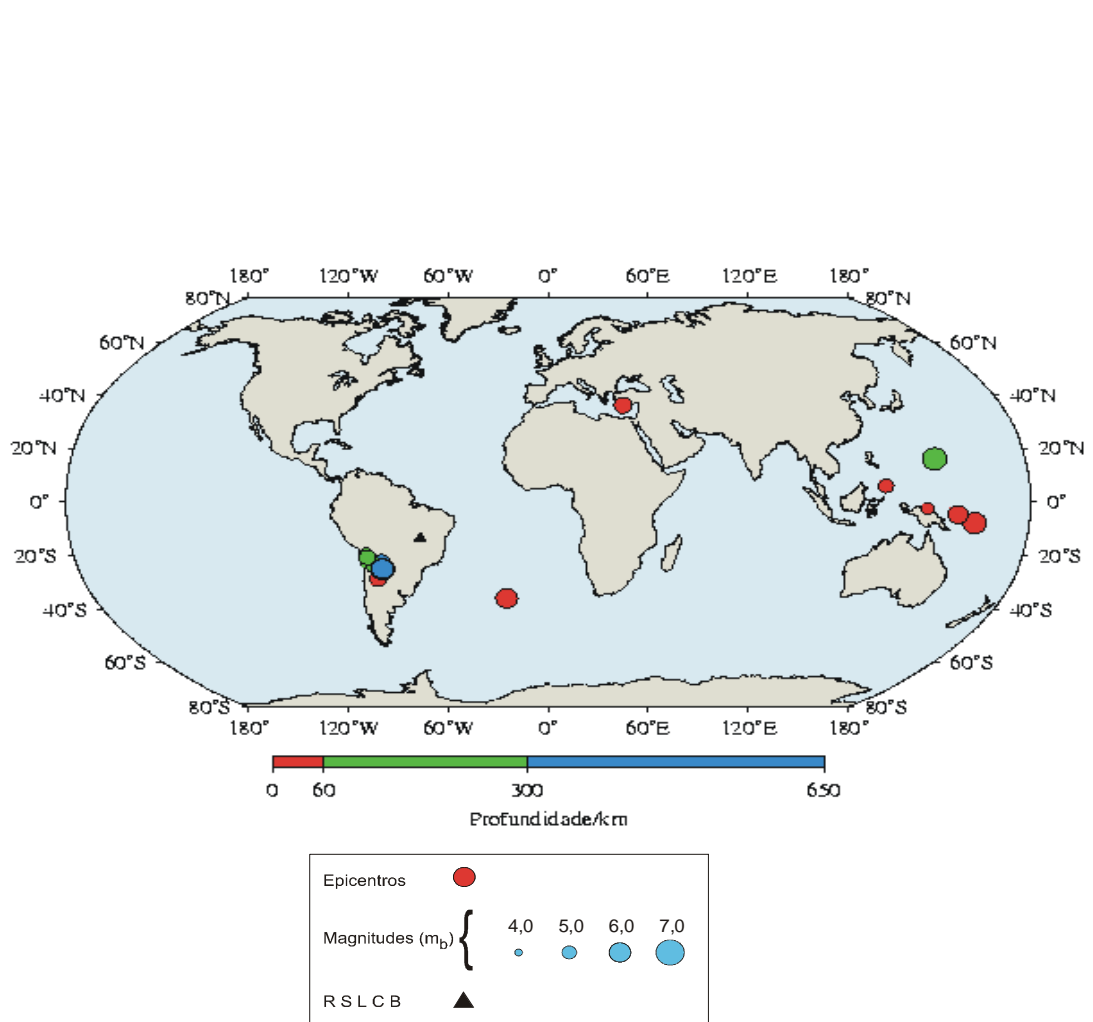 180° 120°W 60°W 0° 60°E 120°E 180°
80°N 80°N
60°N 60°N
40°N 40°N
20°N 20°N
0° 0°
20°S 20°S
40°S 40°S
60°S 60°S
80°S 80°S
180° 120°W 60°W 0° 60°E 120°E 180°
0 60 300 650
Profundidade/km
Epicentros
4,0 5,0 6,0 7,0
Magnitudes (mb) {
R S L C B